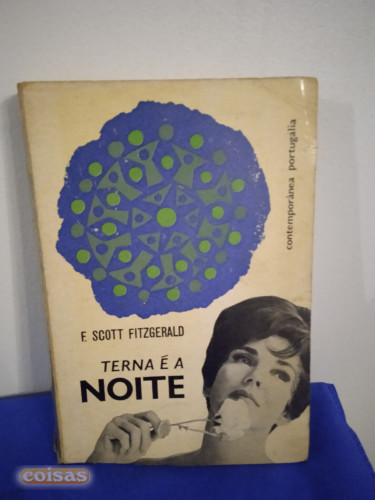 contemporânea portugália
F. SCOTT FITZGERALD
TERNA É A
NOITE
coisas